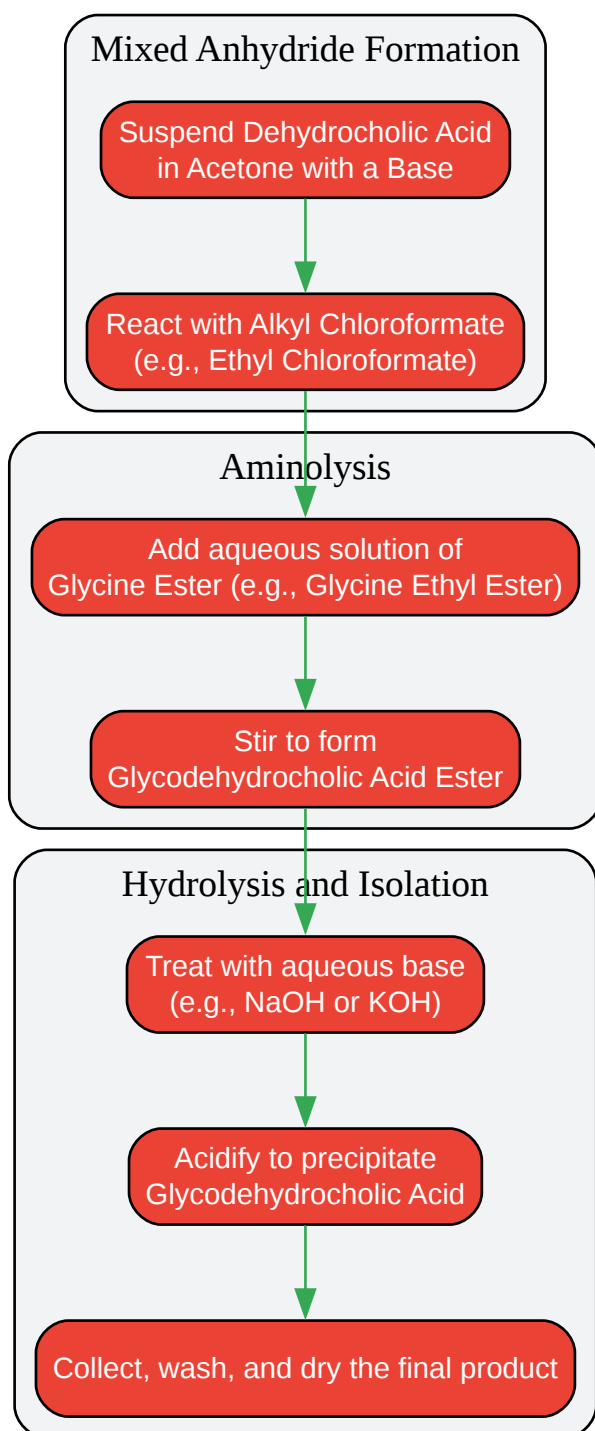 Mixed Anhydride Formation
Suspend Dehydrocholic Acid
in Acetone with a Base
React with Alkyl Chloroformate
(e.g., Ethyl Chloroformate)
Aminolysis
Add aqueous solution of
Glycine Ester (e.g., Glycine Ethyl Ester)
Stir to form
Glycodehydrocholic Acid Ester
Hydrolysis and Isolation
Treat with aqueous base
(e.g., NaOH or KOH)
Acidify to precipitate
Glycodehydrocholic Acid
Collect, wash, and dry the final product